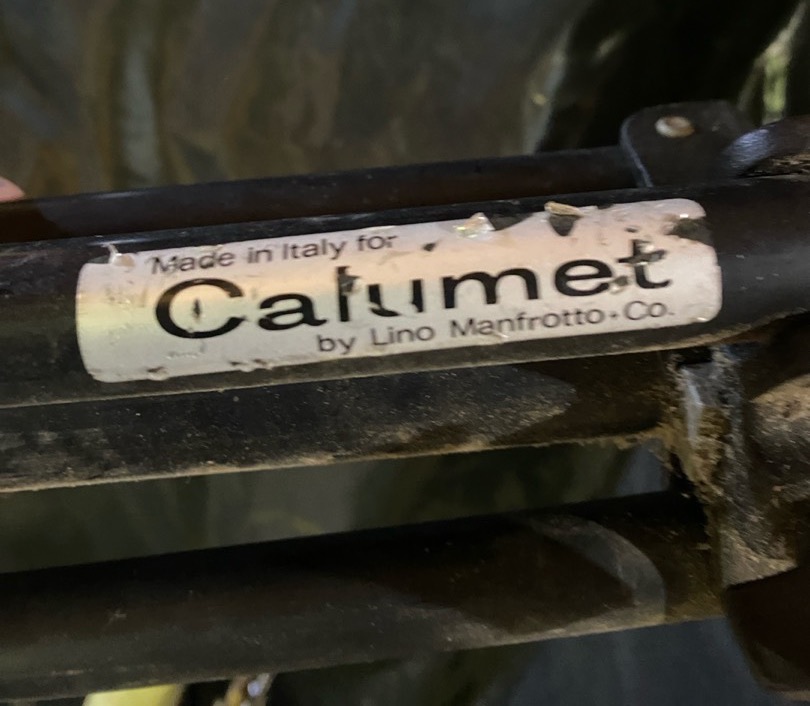 Made in Italy for
Calumet
by Lino Manfrotto + Co.